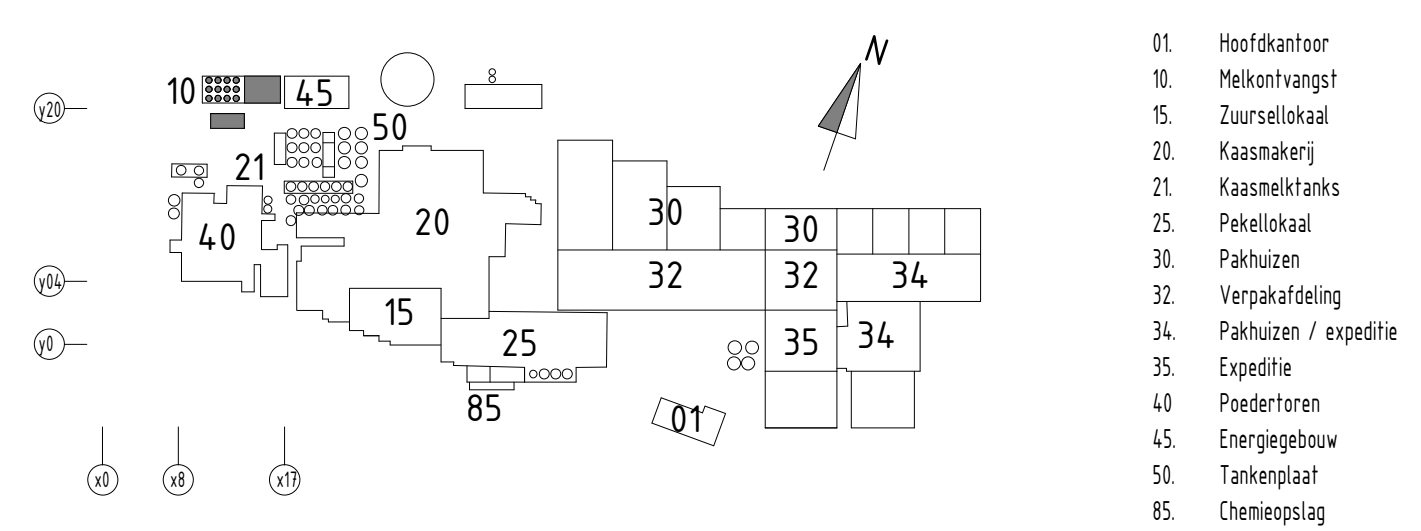 N
10
45
y20
50
21
30
30
20
40
32
32
34
y04
15
35
34
y0
25
85
01
x0
x8
x17
01. Hoofdkantoor
10. Melkontvangst
15. Zuursellokaal
20. Kaasmakerij
21. Kaasmelktanks
25. Pekellokaal
30. Pakhuizen
32. Verpakafdeling
34. Pakhuizen / expeditie
35. Expeditie
40 Poedertoren
45. Energiegebouw
50. Tankenplaat
85. Chemieopslag